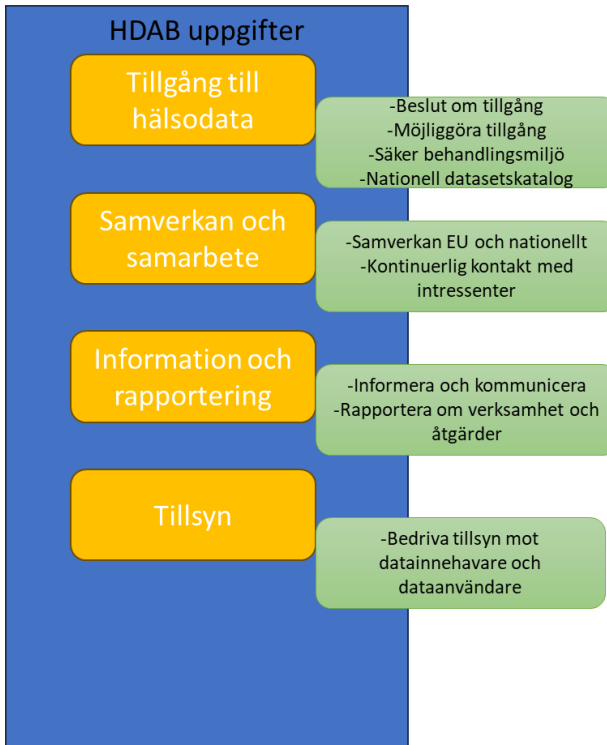 HDAB uppgifter
Tillgång till
hälsodata
-Beslut om tillgång
-Möjliggöra tillgång
-Säker behandlingsmiljö
-Nationell datasetskatalog
Samverkan och
samarbete
-Samverkan EU och nationellt
-Kontinuerlig kontakt med
intressenter
Information och
rapportering
-Informera och kommunicera
-Rapportera om verksamhet och
åtgärder
Tillsyn
-Bedriva tillsyn mot
datainnehavare och
dataanvändare